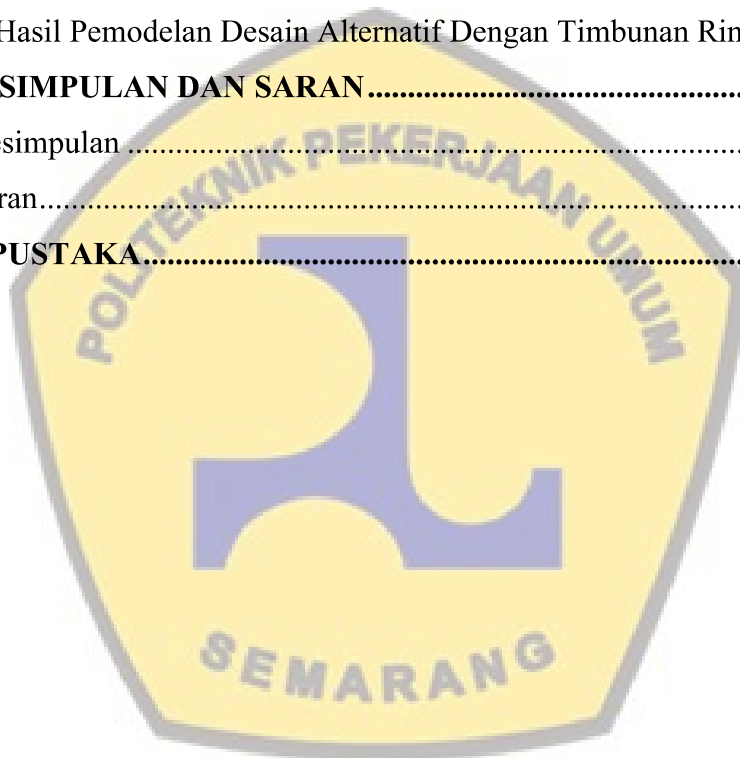 Hasil Pemodelan Desain Alternatif Dengan Timbunan Rin
SIMPULAN DAN SARAN...............................................
esimpulan ..............................................................................
ran..........................................................................................
PUSTAKA............................................................................
POLITEKNIK PEKERJAAN UMUM
SEMARANG